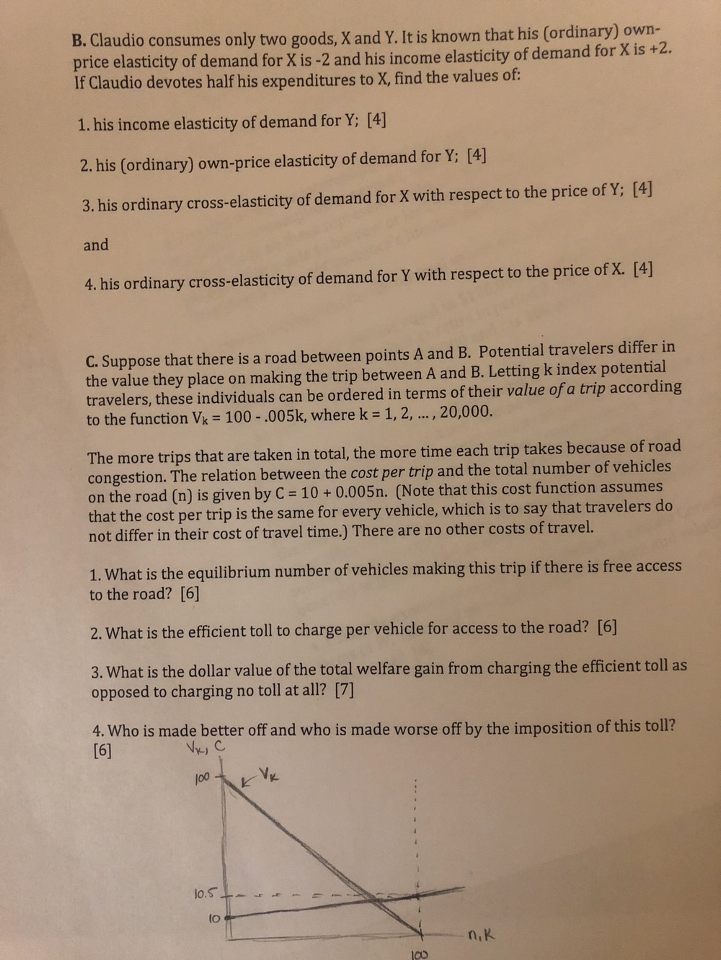 B. Claudio consumes only two goods, X and Y. It is known that his (ordinary) own-
price elasticity of demand for X is -2 and his income elasticity of demand for X is +2.
If Claudio devotes half his expenditures to X, find the values of:
1. his income elasticity of demand for Y; [4]
2. his (ordinary) own-price elasticity of demand for Y; [4]
3. his ordinary cross-elasticity of demand for X with respect to the price of Y; [4]
and
4. his ordinary cross-elasticity of demand for Y with respect to the price of X. [4]
C. Suppose that there is a road between points A and B. Potential travelers differ in
the value they place on making the trip between A and B. Letting k index potential
travelers, these individuals can be ordered in terms of their value of a trip according
to the function Vk = 100 - .005k, where k = 1, 2, ... , 20,000.
The more trips that are taken in total, the more time each trip takes because of road
congestion. The relation between the cost per trip and the total number of vehicles
on the road (n) is given by C = 10 + 0.005n. (Note that this cost function assumes
that the cost per trip is the same for every vehicle, which is to say that travelers do
not differ in their cost of travel time.) There are no other costs of travel.
1. What is the equilibrium number of vehicles making this trip if there is free access
to the road? [6]
2. What is the efficient toll to charge per vehicle for access to the road? [6]
3. What is the dollar value of the total welfare gain from charging the efficient toll as
opposed to charging no toll at all? [7]
4. Who is made better off and who is made worse off by the imposition of this toll?
[6]
Vk, C
100
Vk
10.5
10
n, K
100